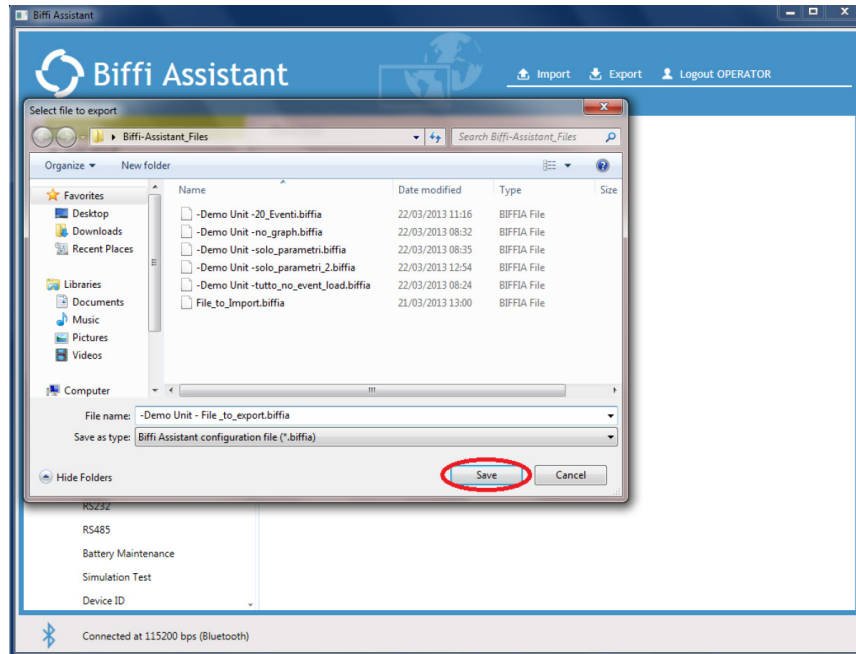 Biffi Assistant
Biffi Assistant
Import Export Logout OPERATOR
Select file to export
Biffi-Assistant_Files
Search Biffi-Assistant_Files
Organize New folder
Favorites
Desktop
Downloads
Recent Places
Libraries
Documents
Music
Pictures
Videos
Computer
Name Date modified Type Size
-Demo Unit -20_Eventi.biffia 22/03/2013 11:16 BIFFIA File
-Demo Unit -no_graph.biffia 22/03/2013 08:32 BIFFIA File
-Demo Unit -solo_parametri.biffia 22/03/2013 08:35 BIFFIA File
-Demo Unit -solo_parametri_2.biffia 22/03/2013 12:54 BIFFIA File
-Demo Unit -tutto_no_event_load.biffia 22/03/2013 08:24 BIFFIA File
File_to_Import.biffia 21/03/2013 13:00 BIFFIA File
File name: -Demo Unit - File _to_export.biffia
Save as type: Biffi Assistant configuration file (*.biffia)
Hide Folders Save Cancel
RS232
RS485
Battery Maintenance
Simulation Test
Device ID
Connected at 115200 bps (Bluetooth)